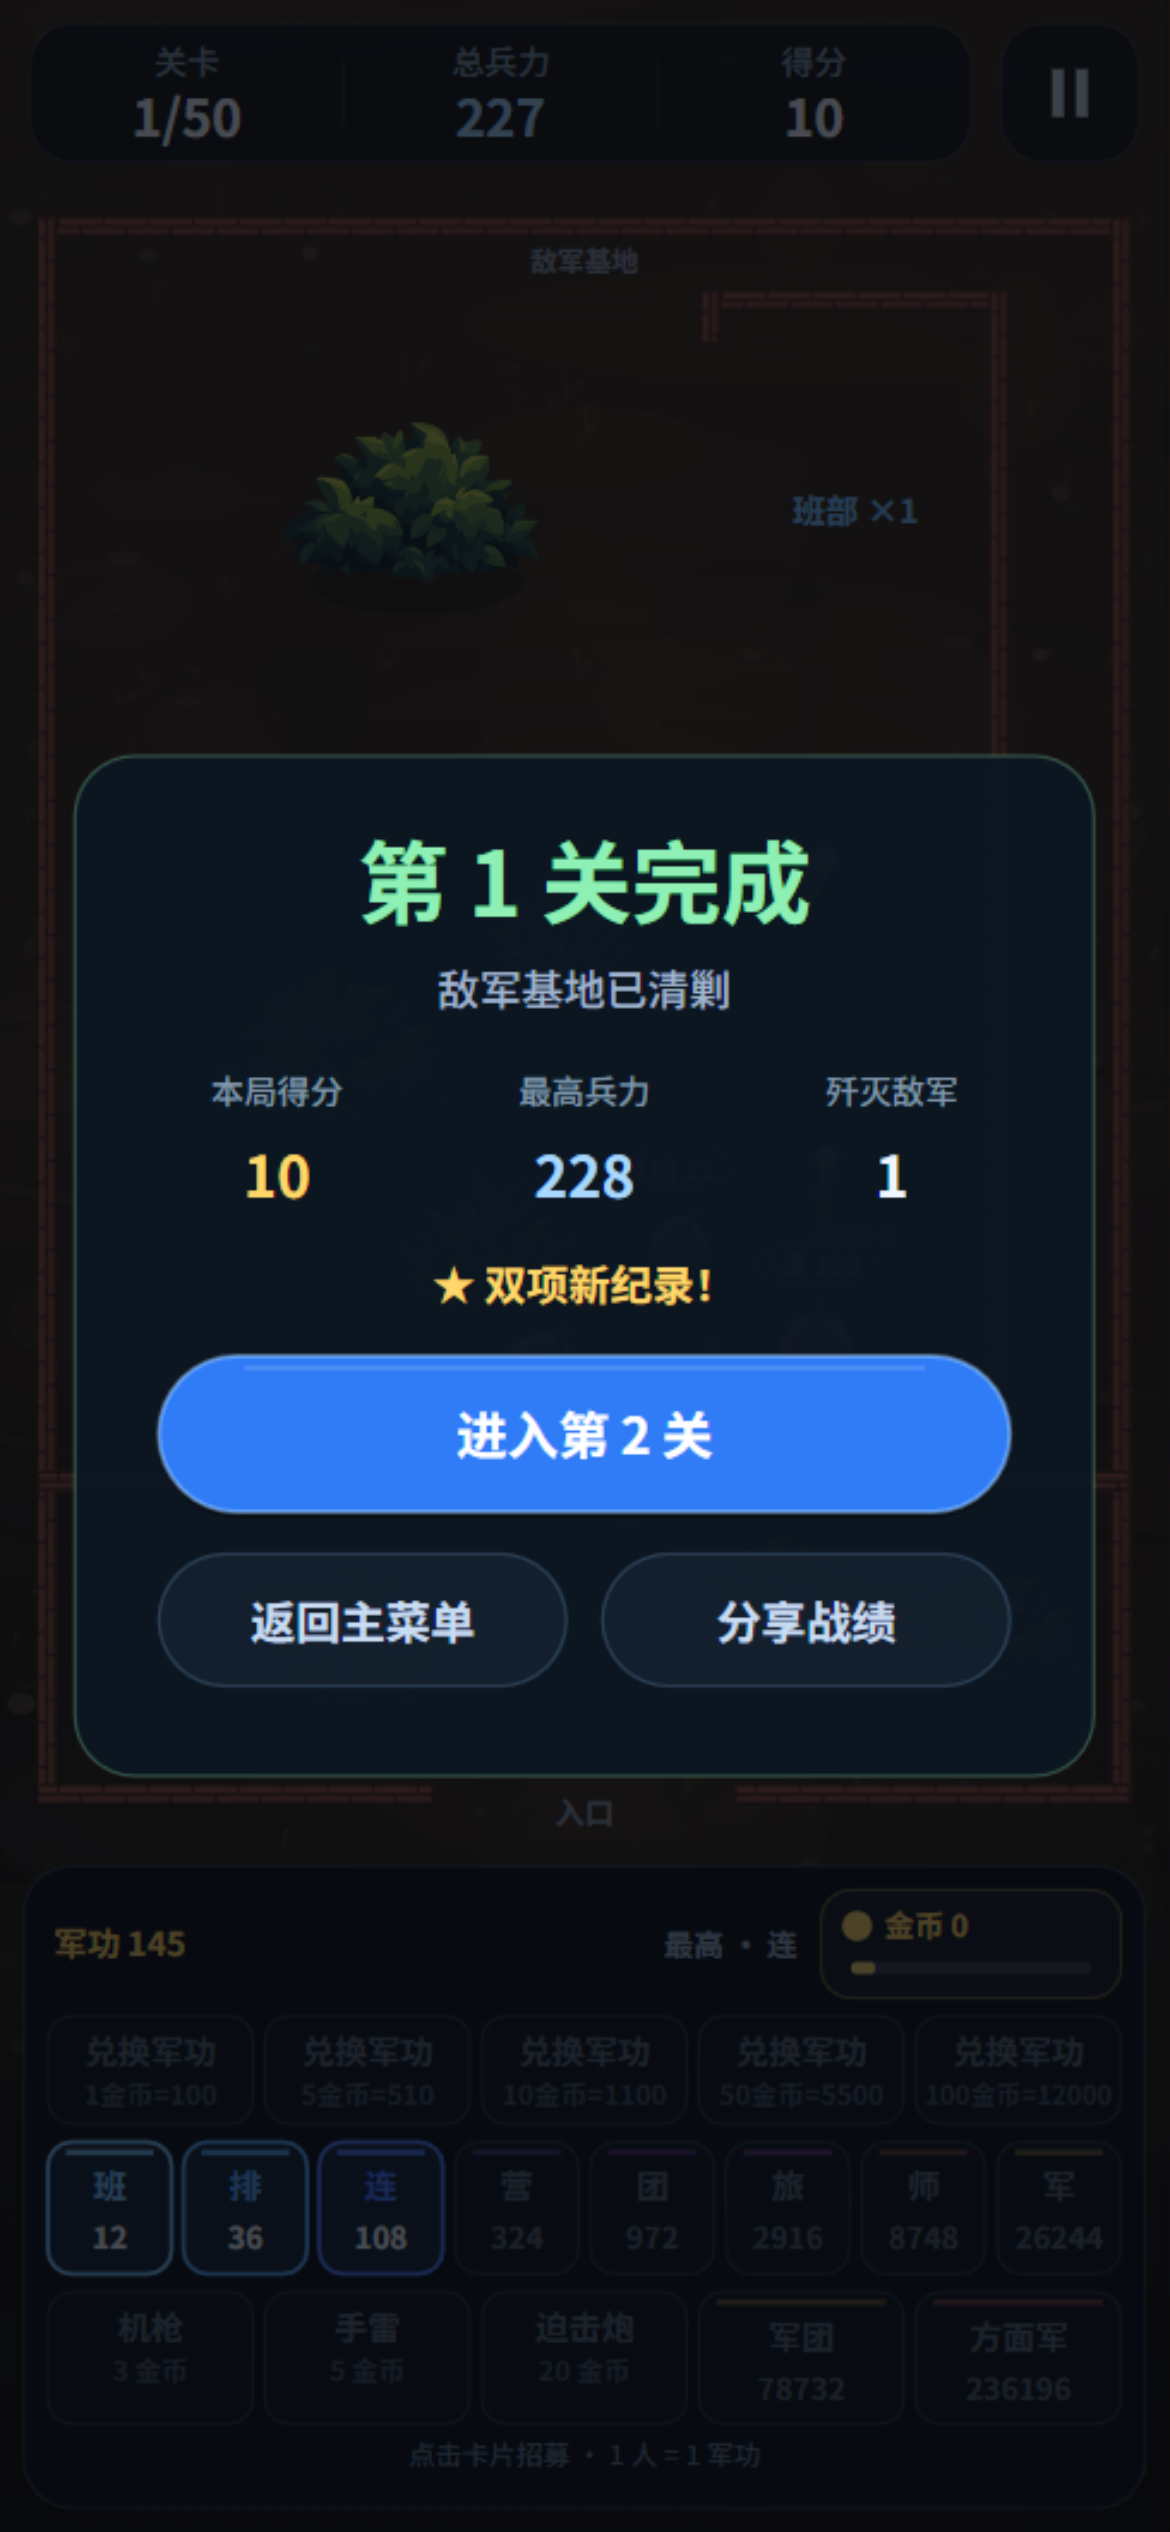 关卡 总兵力 得分
1/50 227 10
敌军基地
班部 ×1
第 1 关完成
敌军基地已清剿
本局得分 最高兵力 歼灭敌军
10 228 1
★ 双项新纪录!
进入第 2 关
返回主菜单 分享战绩
入口
军功 145 最高 · 连 金币 0
兑换军功 兑换军功 兑换军功 兑换军功 兑换军功
1金币=100 5金币=510 10金币=1100 50金币=5500 100金币=12000
班 排 连 营 团 旅 师 军
12 36 108 324 972 2916 8748 26244
机枪 手雷 迫击炮 军团 方面军
3 金币 5 金币 20 金币 78732 236196
点击卡片招募 · 1 人 = 1 军功